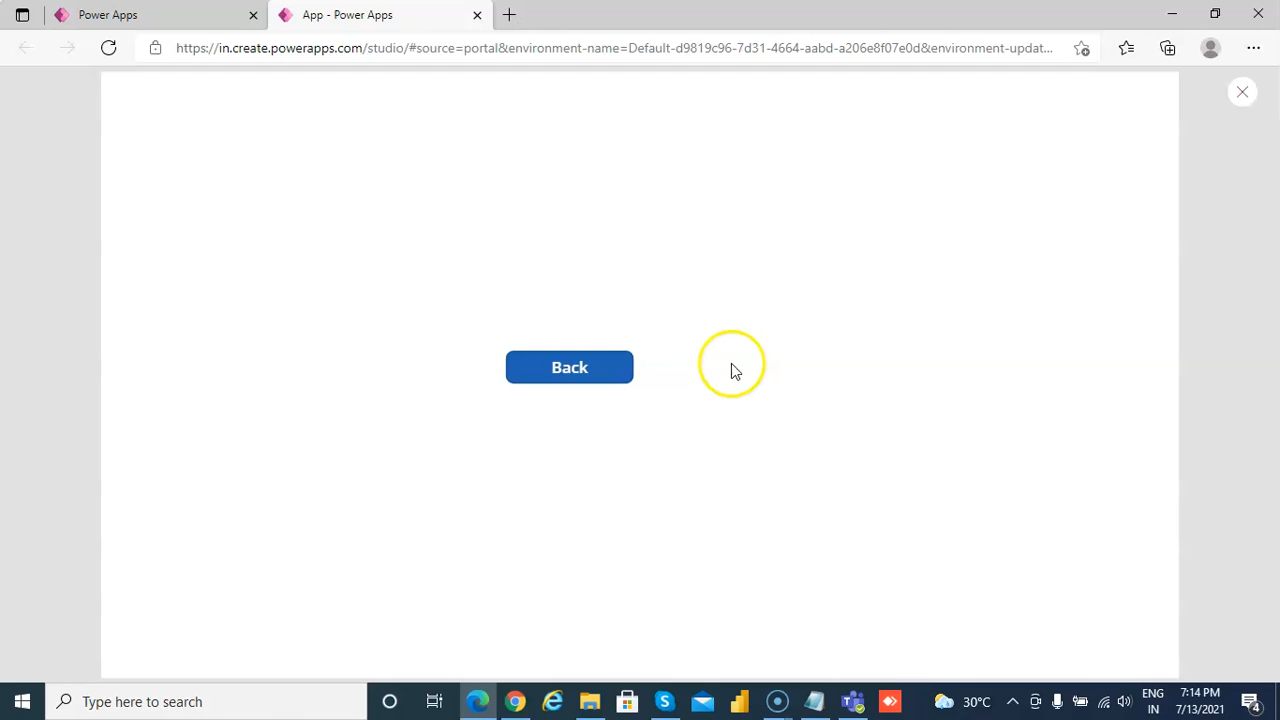 Power Apps
App - Power Apps
https://in.create.powerapps.com/studio/#source=portal&environment-name=Default-d9819c96-7d31-4664-aabd-a206e8f07e0d&environment-updat...
Back
Type here to search
30°C
ENG
IN
7:14 PM
7/13/2021
4